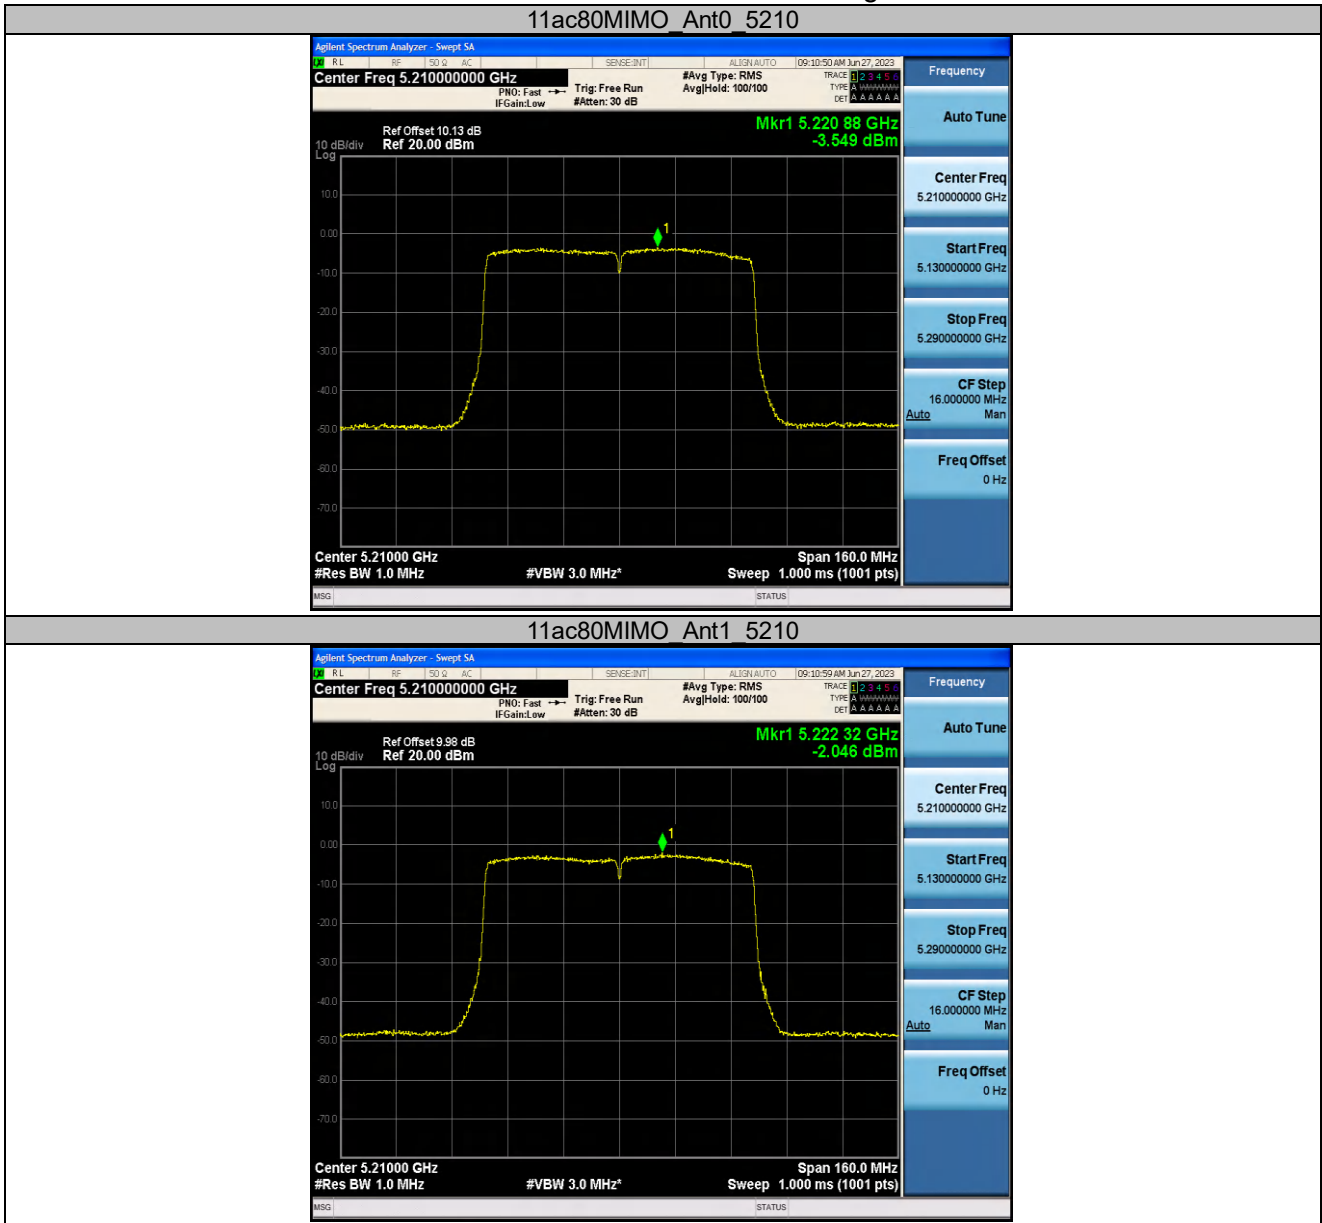 11ac80MIMO_Ant0_5210
Agilent Spectrum Analyzer - Swept SA
RL RF 50 Ω AC SENSE:INT ALIGN AUTO 09:10:50 AM Jun 27, 2023
Center Freq 5.210000000 GHz
PNO: Fast
IFGain:Low
Trig: Free Run
#Atten: 30 dB
#Avg Type: RMS
Avg|Hold: 100/100
TRACE 1 2 3 4 5 6
TYPE A WWWWW
DET A A A A A A
Frequency
Mkr1 5.220 88 GHz
-3.549 dBm
Ref Offset 10.13 dB
10 dB/div Ref 20.00 dBm
Log
10.0
0.00
-10.0
-20.0
-30.0
-40.0
-50.0
-60.0
-70.0
1
Center 5.21000 GHz Span 160.0 MHz
#Res BW 1.0 MHz #VBW 3.0 MHz* Sweep 1.000 ms (1001 pts)
MSG STATUS
Auto Tune
Center Freq
5.210000000 GHz
Start Freq
5.130000000 GHz
Stop Freq
5.290000000 GHz
CF Step
16.000000 MHz
Auto Man
Freq Offset
0 Hz
11ac80MIMO_Ant1_5210
Agilent Spectrum Analyzer - Swept SA
RL RF 50 Ω AC SENSE:INT ALIGN AUTO 09:10:59 AM Jun 27, 2023
Center Freq 5.210000000 GHz
PNO: Fast
IFGain:Low
Trig: Free Run
#Atten: 30 dB
#Avg Type: RMS
Avg|Hold: 100/100
TRACE 1 2 3 4 5 6
TYPE A WWWWW
DET A A A A A A
Frequency
Mkr1 5.222 32 GHz
-2.046 dBm
Ref Offset 9.98 dB
10 dB/div Ref 20.00 dBm
Log
10.0
0.00
-10.0
-20.0
-30.0
-40.0
-50.0
-60.0
-70.0
1
Center 5.21000 GHz Span 160.0 MHz
#Res BW 1.0 MHz #VBW 3.0 MHz* Sweep 1.000 ms (1001 pts)
MSG STATUS
Auto Tune
Center Freq
5.210000000 GHz
Start Freq
5.130000000 GHz
Stop Freq
5.290000000 GHz
CF Step
16.000000 MHz
Auto Man
Freq Offset
0 Hz